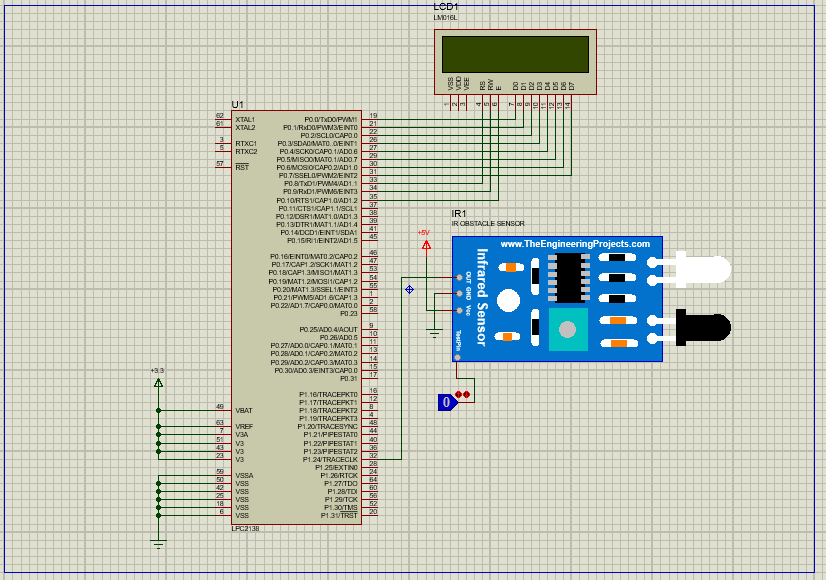 LCD1
LM016L
VSS VDD VEE RS RW E D0 D1 D2 D3 D4 D5 D6 D7
1 2 3 4 5 6 7 8 9 10 11 12 13 14
U1
62 XTAL1 P0.0/TxD0/PWM1 19
61 XTAL2 P0.1/RxD0/PWM3/EINT0 21
P0.2/SCL0/CAP0.0 22
3 RTXC1 P0.3/SDA0/MAT0.0/EINT1 26
5 RTXC2 P0.4/SCK0/CAP0.1/AD0.6 27
P0.5/MISO0/MAT0.1/AD0.7 29
57 RST P0.6/MOSI0/CAP0.2/AD1.0 30
P0.7/SSEL0/PWM2/EINT2 31
P0.8/TxD1/PWM4/AD1.1 33
P0.9/RxD1/PWM6/EINT3 34
P0.10/RTS1/CAP1.0/AD1.2 35
P0.11/CTS1/CAP1.1/SCL1 37
P0.12/DSR1/MAT1.0/AD1.3 38
P0.13/DTR1/MAT1.1/AD1.4 39
P0.14/DCD1/EINT1/SDA1 41
P0.15/RI1/EINT2/AD1.5 45
P0.16/EINT0/MAT0.2/CAP0.2 46
P0.17/CAP1.2/SCK1/MAT1.2 47
P0.18/CAP1.3/MISO1/MAT1.3 53
P0.19/MAT1.2/MOSI1/CAP1.2 54
P0.20/MAT1.3/SSEL1/EINT3 55
P0.21/PWM5/AD1.6/CAP1.3 1
P0.22/AD1.7/CAP0.0/MAT0.0 2
P0.23 58
P0.25/AD0.4/AOUT 9
P0.26/AD0.5 10
P0.27/AD0.0/CAP0.1/MAT0.1 11
P0.28/AD0.1/CAP0.2/MAT0.2 13
P0.29/AD0.2/CAP0.3/MAT0.3 14
P0.30/AD0.3/EINT3/CAP0.0 15
P0.31 17
P1.16/TRACEPKT0 16
P1.17/TRACEPKT1 12
49 VBAT P1.18/TRACEPKT2 8
P1.19/TRACEPKT3 4
63 VREF P1.20/TRACESYNC 48
7 V3A P1.21/PIPESTAT0 44
51 V3 P1.22/PIPESTAT1 40
43 V3 P1.23/PIPESTAT2 36
23 V3 P1.24/TRACECLK 32
P1.25/EXTIN0 28
59 VSSA P1.26/RTCK 24
50 VSS P1.27/TDO 64
42 VSS P1.28/TDI 60
25 VSS P1.29/TCK 56
18 VSS P1.30/TMS 52
6 VSS P1.31/TRST 20
LPC2138
+3.3
+5V
IR1
IR OBSTACLE SENSOR
www.TheEngineeringProjects.com
Infrared Sensor
OUT
GND
Vcc
TestPin
0